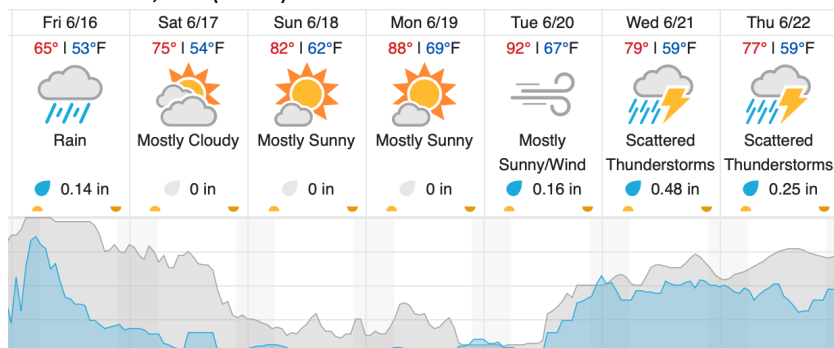 Fri 6/16 Sat 6/17 Sun 6/18 Mon 6/19 Tue 6/20 Wed 6/21 Thu 6/22
65° | 53°F 75° | 54°F 82° | 62°F 88° | 69°F 92° | 67°F 79° | 59°F 77° | 59°F
Rain Mostly Cloudy Mostly Sunny Mostly Sunny Mostly Scattered Scattered
Sunny/Wind Thunderstorms Thunderstorms
0.14 in 0 in 0 in 0 in 0.16 in 0.48 in 0.25 in